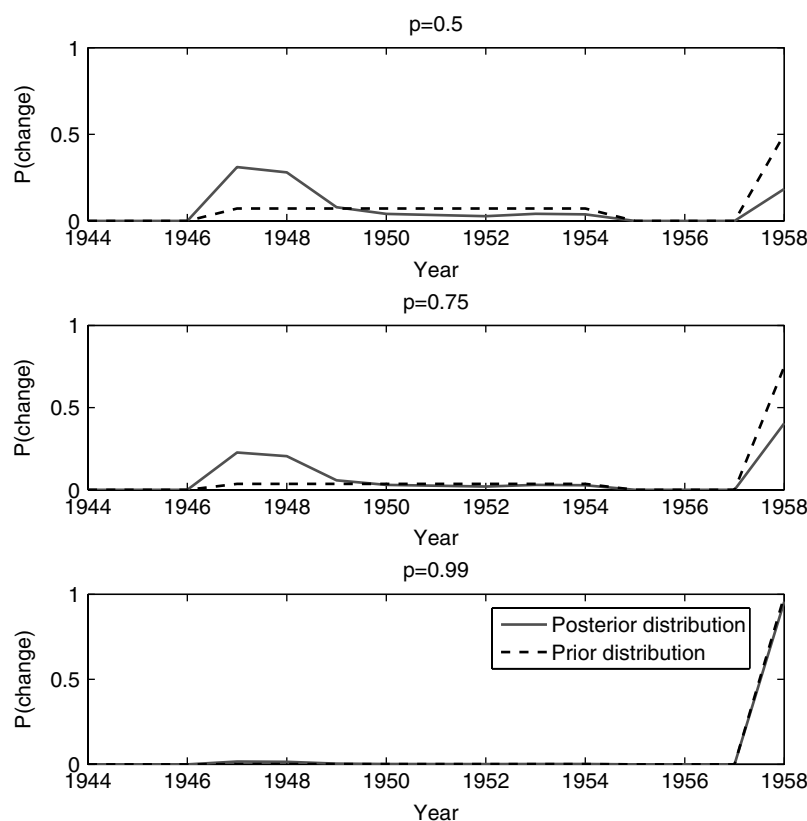 p=0.5
1
0.5
0
P(change)
1944 1946 1948 1950 1952 1954 1956 1958
Year
p=0.75
1
0.5
0
P(change)
1944 1946 1948 1950 1952 1954 1956 1958
Year
p=0.99
1
0.5
0
P(change)
Posterior distribution
Prior distribution
1944 1946 1948 1950 1952 1954 1956 1958
Year